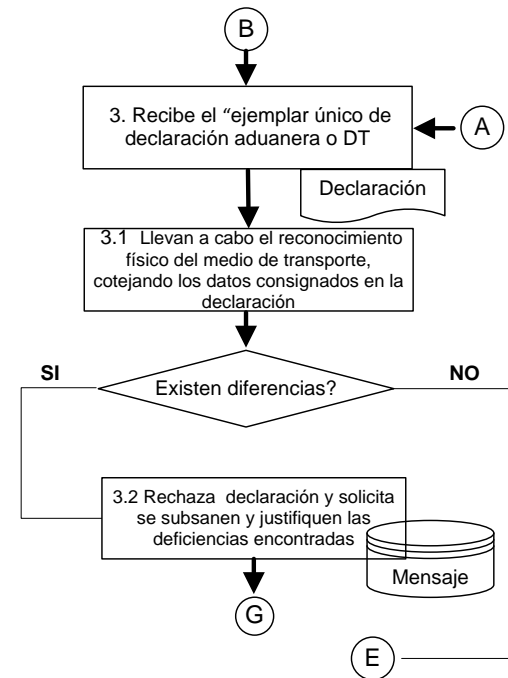 B
3. Recibe el “ejemplar único de
declaración aduanera o DT
A
Declaración
3.1 Llevan a cabo el reconocimiento
físico del medio de transporte,
cotejando los datos consignados en la
declaración
SI
Existen diferencias?
NO
3.2 Rechaza declaración y solicita
se subsanen y justifiquen las
deficiencias encontradas
Mensaje
G
E